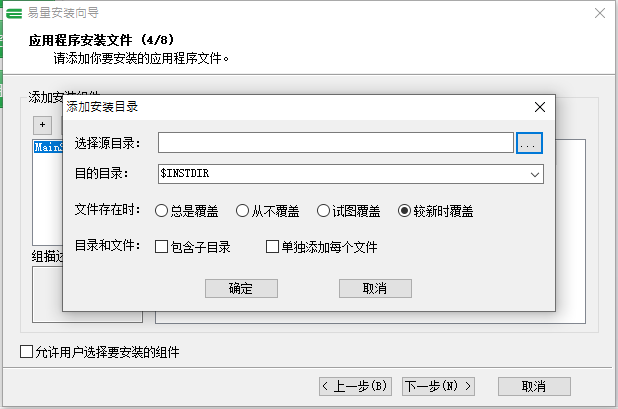 易量安装向导
应用程序安装文件 (4/8)
请添加你要安装的应用程序文件。
添加安装组件
+
MainS
添加安装目录
选择源目录:
...
目的目录:
$INSTDIR
文件存在时: 总是覆盖 从不覆盖 试图覆盖 较新时覆盖
目录和文件: 包含子目录 单独添加每个文件
确定 取消
组描述
允许用户选择要安装的组件
< 上一步(B) 下一步(N) > 取消